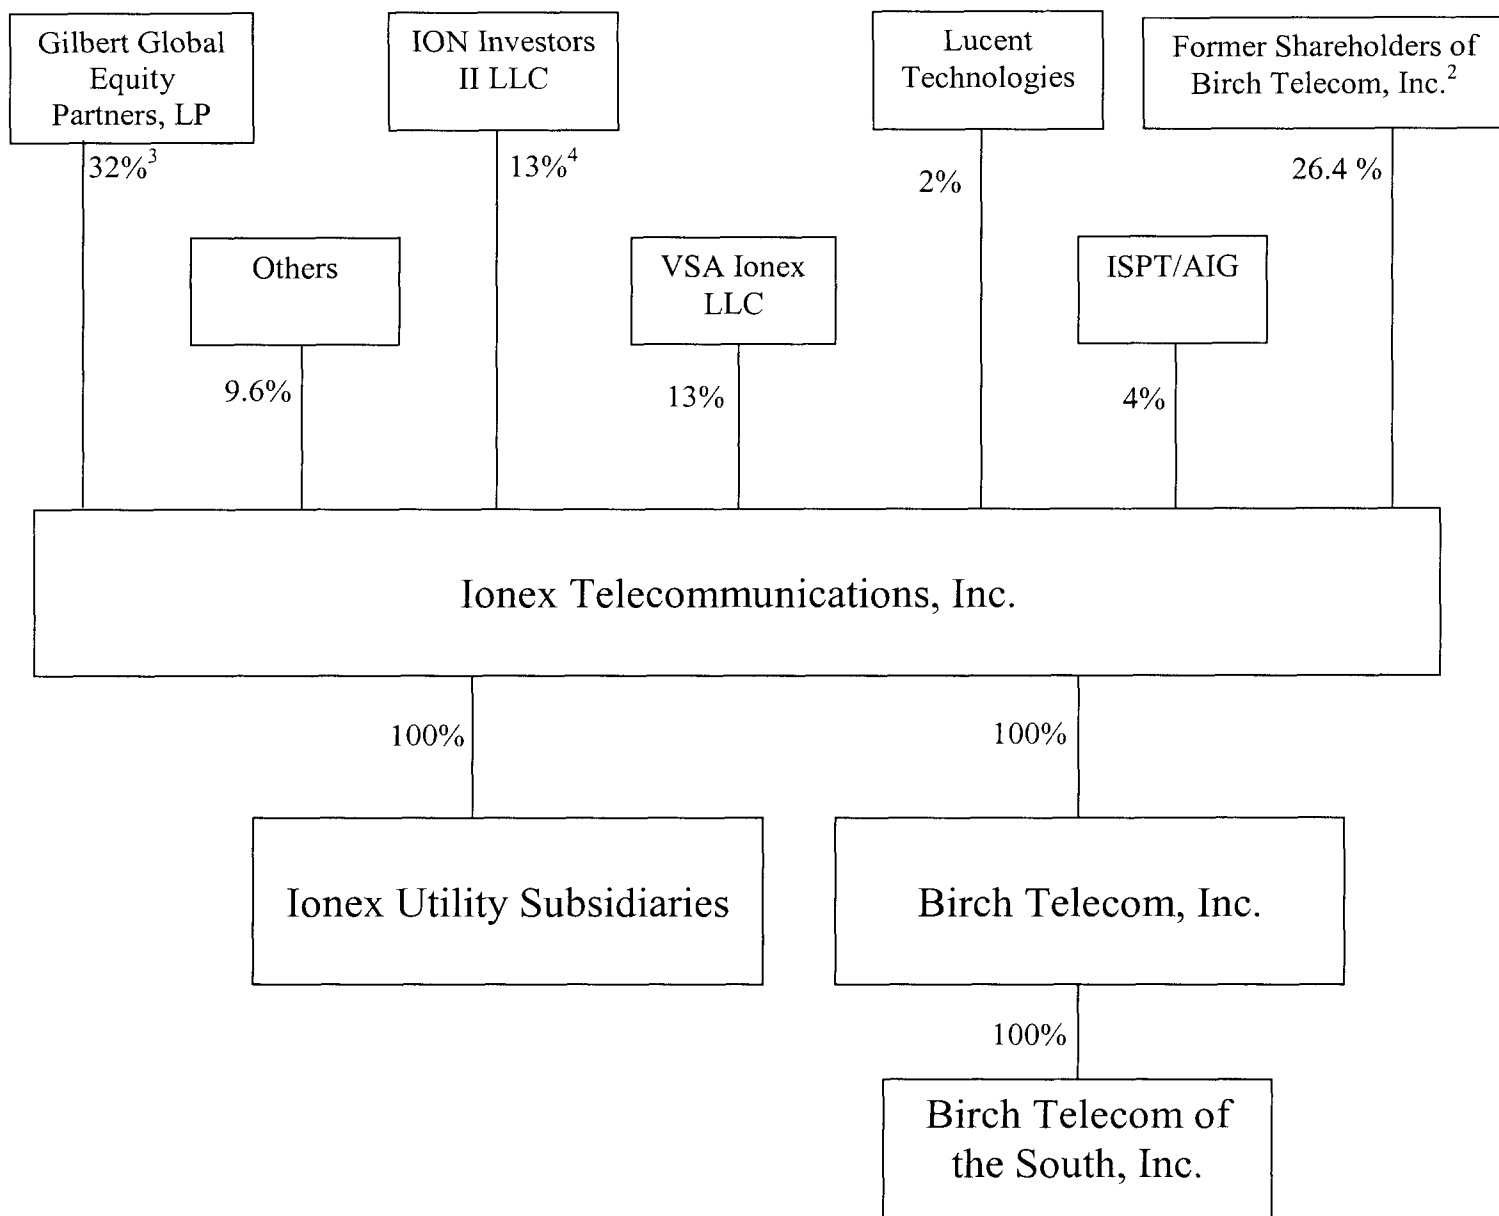 Gilbert Global
Equity
Partners, LP
ION Investors
II LLC
Lucent
Technologies
Former Shareholders of
Birch Telecom, Inc.²
32%³
13%⁴
2%
26.4 %
Others
VSA Ionex
LLC
ISPT/AIG
9.6%
13%
4%
Ionex Telecommunications, Inc.
100%
100%
Ionex Utility Subsidiaries
Birch Telecom, Inc.
100%
Birch Telecom of
the South, Inc.